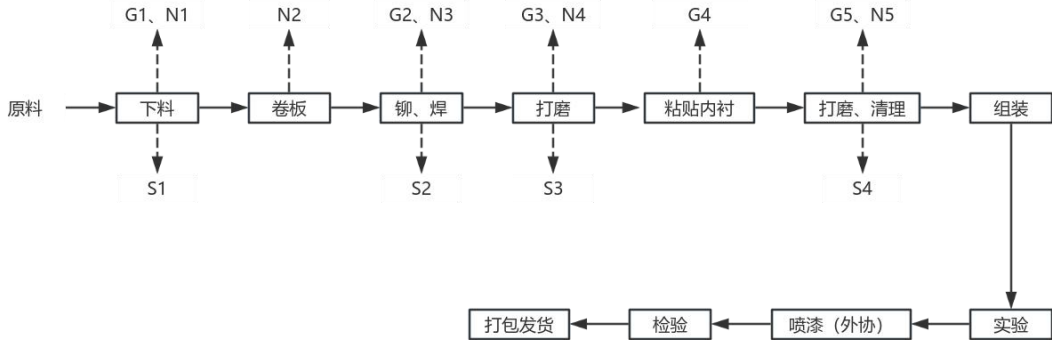 G1、N1
N2
G2、N3
G3、N4
G4
G5、N5
原料
下料
卷板
铆、焊
打磨
粘贴内衬
打磨、清理
组装
S1
S2
S3
S4
打包发货
检验
喷漆（外协）
实验